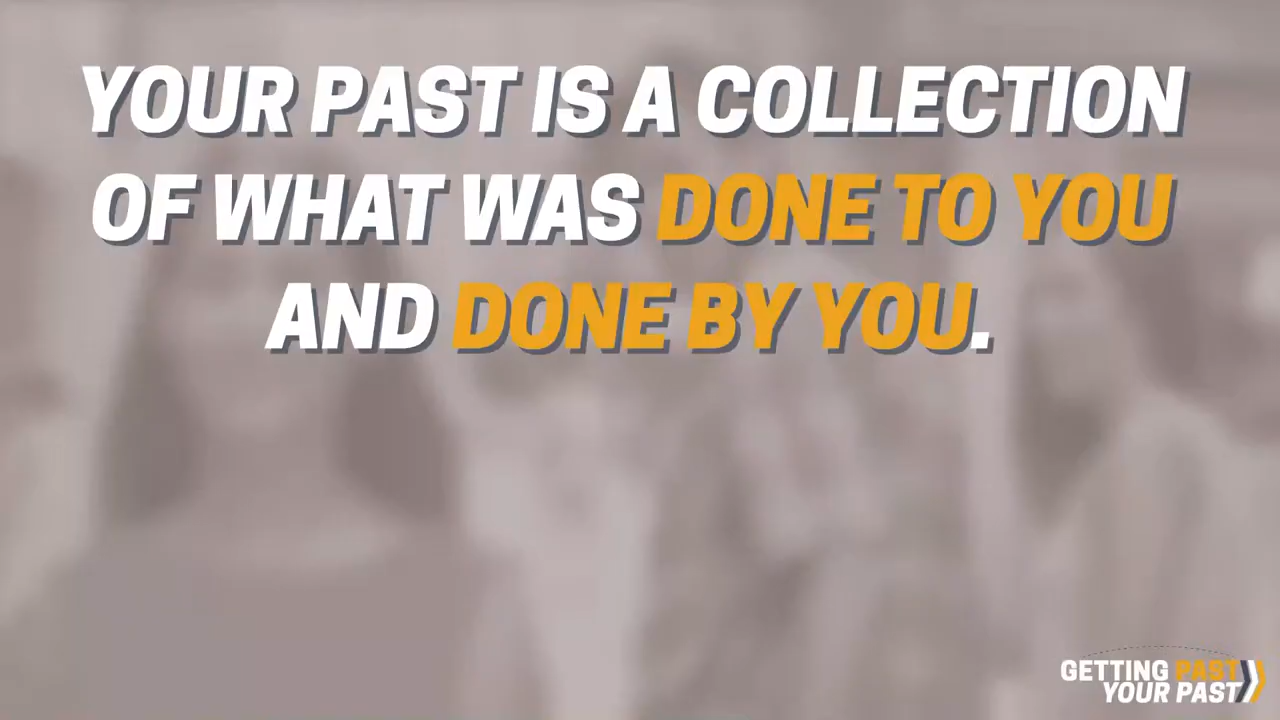 YOUR PAST IS A COLLECTION
OF WHAT WAS DONE TO YOU
AND DONE BY YOU.
GETTING PAST
YOUR PAST